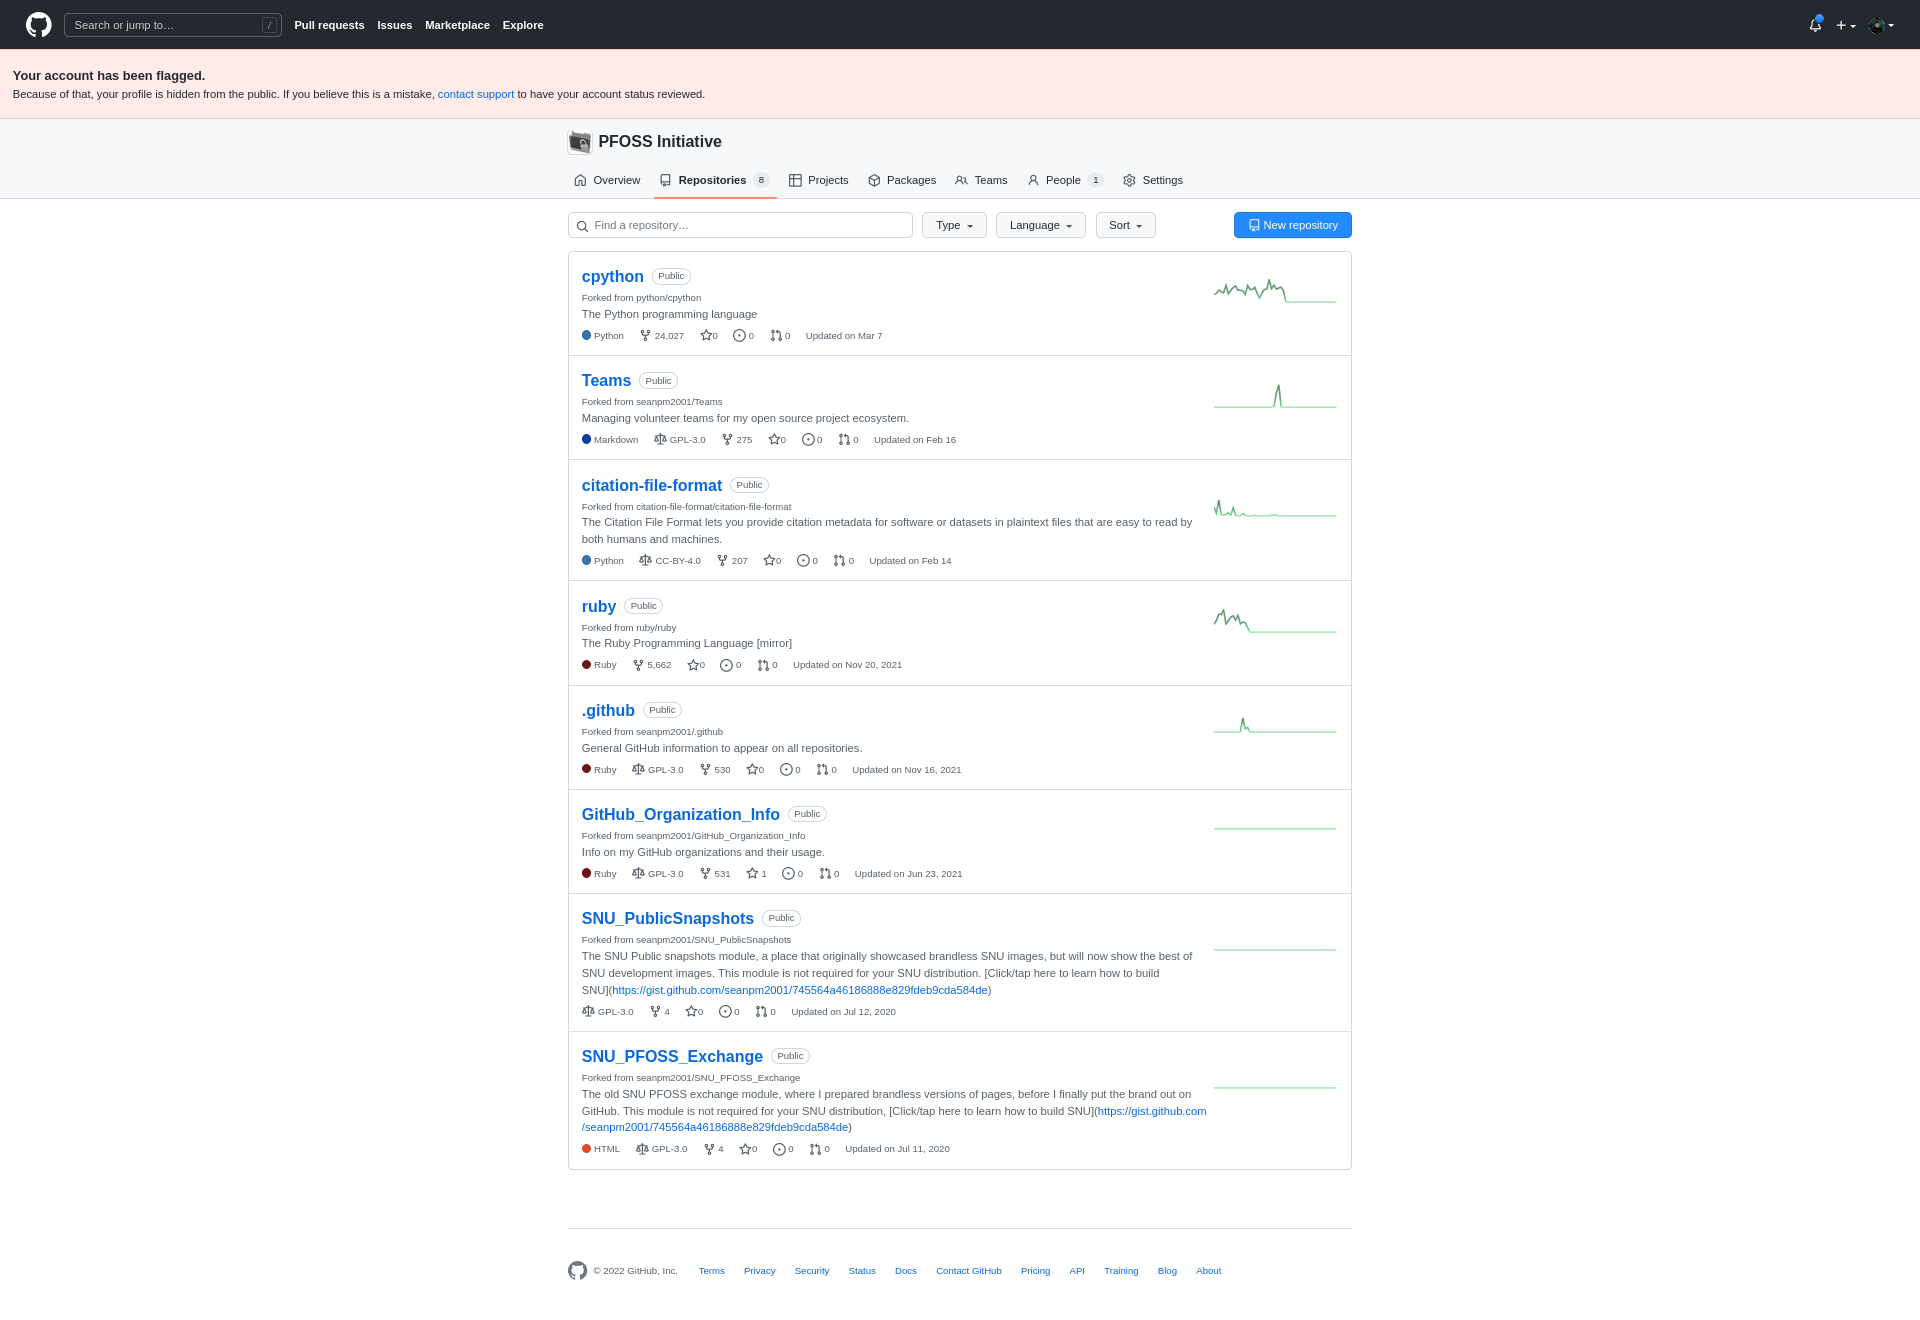 Search or jump to… /
Pull requests Issues Marketplace Explore
Your account has been flagged.
Because of that, your profile is hidden from the public. If you believe this is a mistake, contact support to have your account status reviewed.
PFOSS Initiative
Overview Repositories 8 Projects Packages Teams People 1 Settings
Find a repository… Type Language Sort New repository
cpython Public
Forked from python/cpython
The Python programming language
Python 24,027 0 0 0 Updated on Mar 7
Teams Public
Forked from seanpm2001/Teams
Managing volunteer teams for my open source project ecosystem.
Markdown GPL-3.0 275 0 0 0 Updated on Feb 16
citation-file-format Public
Forked from citation-file-format/citation-file-format
The Citation File Format lets you provide citation metadata for software or datasets in plaintext files that are easy to read by
both humans and machines.
Python CC-BY-4.0 207 0 0 0 Updated on Feb 14
ruby Public
Forked from ruby/ruby
The Ruby Programming Language [mirror]
Ruby 5,662 0 0 0 Updated on Nov 20, 2021
.github Public
Forked from seanpm2001/.github
General GitHub information to appear on all repositories.
Ruby GPL-3.0 530 0 0 0 Updated on Nov 16, 2021
GitHub_Organization_Info Public
Forked from seanpm2001/GitHub_Organization_Info
Info on my GitHub organizations and their usage.
Ruby GPL-3.0 531 1 0 0 Updated on Jun 23, 2021
SNU_PublicSnapshots Public
Forked from seanpm2001/SNU_PublicSnapshots
The SNU Public snapshots module, a place that originally showcased brandless SNU images, but will now show the best of
SNU development images. This module is not required for your SNU distribution. [Click/tap here to learn how to build
SNU](https://gist.github.com/seanpm2001/745564a46186888e829fdeb9cda584de)
GPL-3.0 4 0 0 0 Updated on Jul 12, 2020
SNU_PFOSS_Exchange Public
Forked from seanpm2001/SNU_PFOSS_Exchange
The old SNU PFOSS exchange module, where I prepared brandless versions of pages, before I finally put the brand out on
GitHub. This module is not required for your SNU distribution, [Click/tap here to learn how to build SNU](https://gist.github.com
/seanpm2001/745564a46186888e829fdeb9cda584de)
HTML GPL-3.0 4 0 0 0 Updated on Jul 11, 2020
© 2022 GitHub, Inc. Terms Privacy Security Status Docs Contact GitHub Pricing API Training Blog About